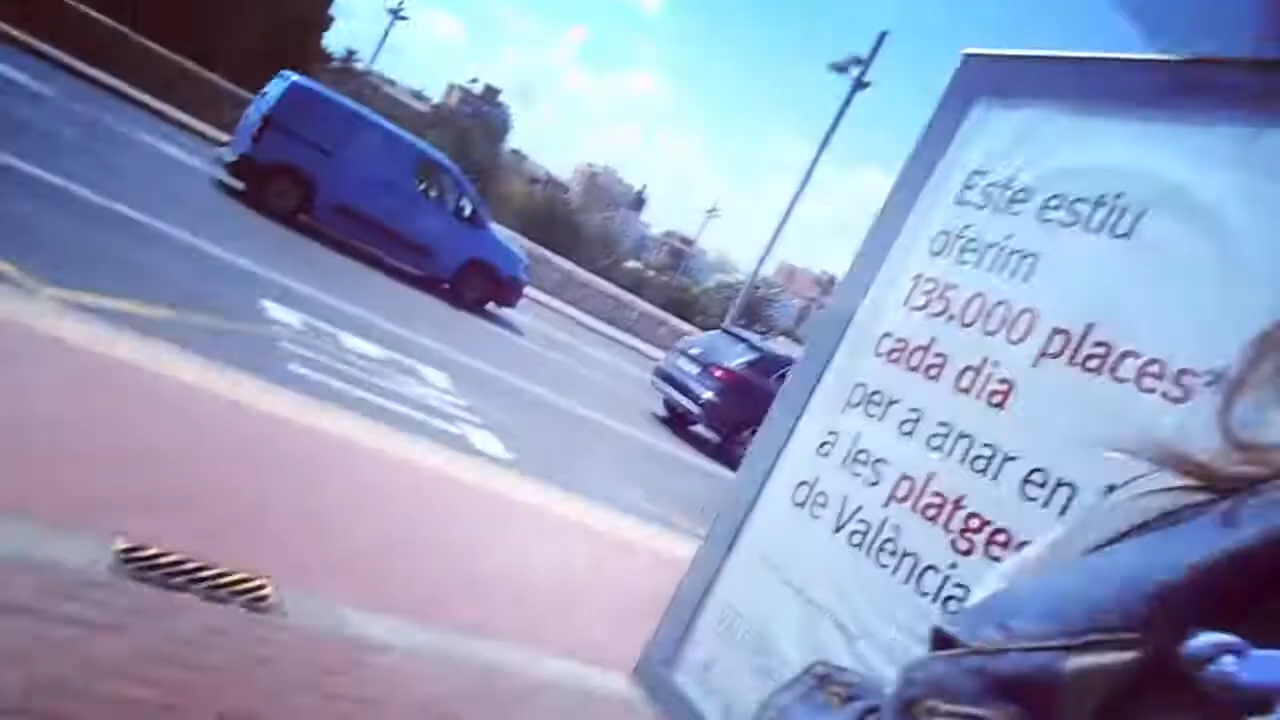 Este estiu
oferim
135.000 places*
cada dia
per a anar en
a les platges
de València